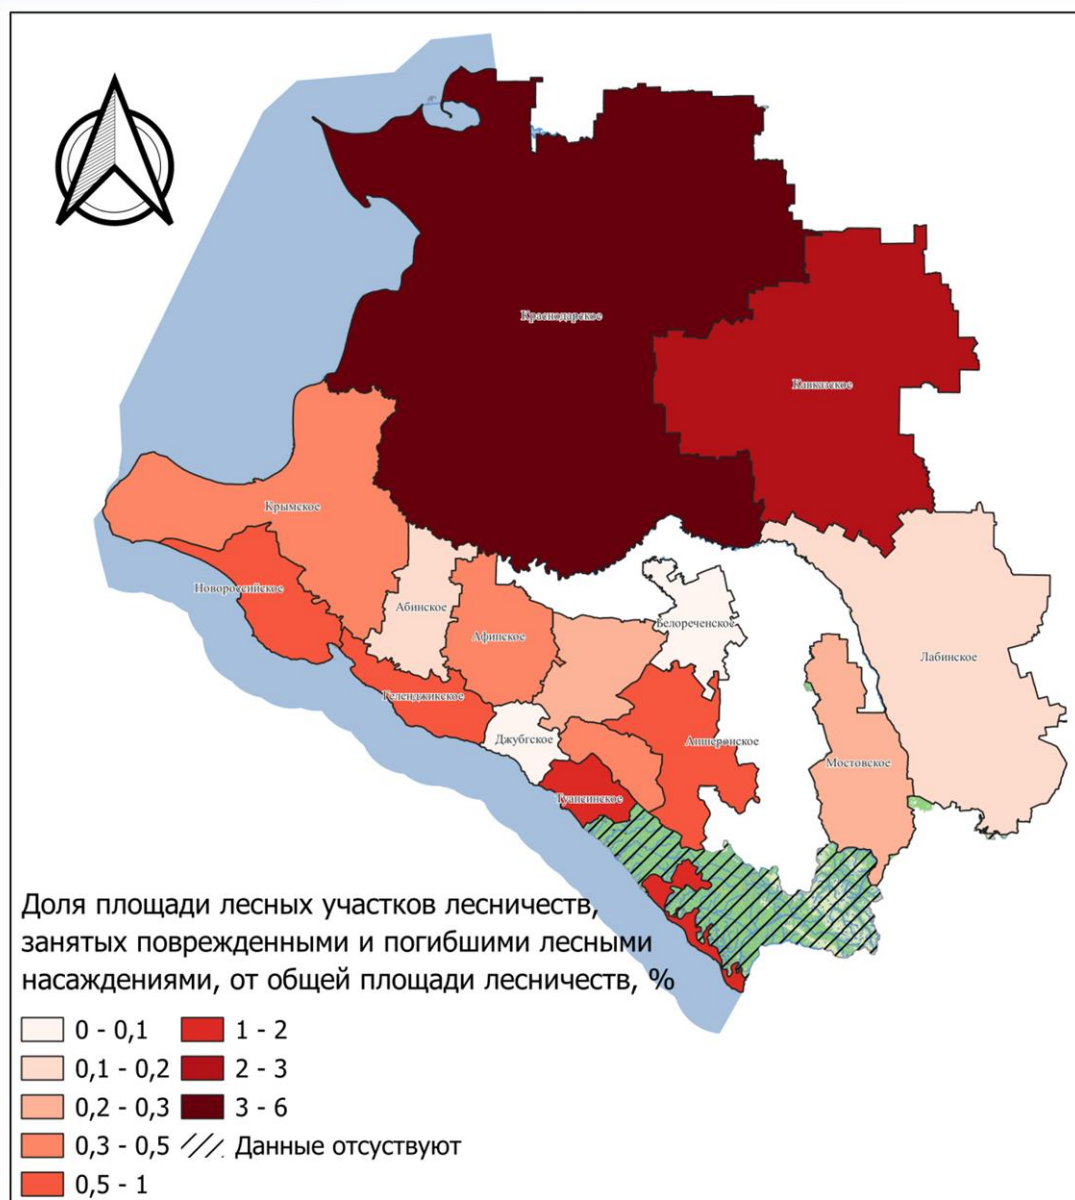 Краснодарское
Кавказское
Крымское
Новороссийское
Абинское
Белореченское
Афипское
Лабинское
Геленджикское
Джубгское
Апшеронское
Мостовское
Туапсинское
Доля площади лесных участков лесничеств,
занятых поврежденными и погибшими лесными
насаждениями, от общей площади лесничеств, %
0 - 0,1
1 - 2
0,1 - 0,2
2 - 3
0,2 - 0,3
3 - 6
0,3 - 0,5
Данные отсуствуют
0,5 - 1